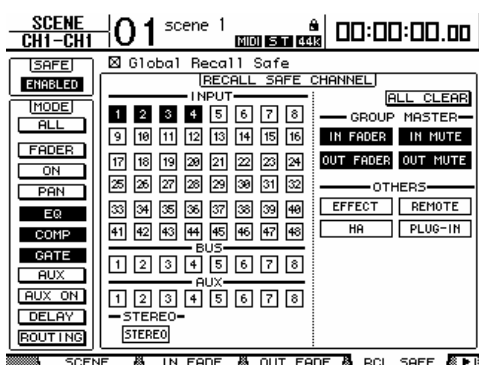 SCENE
CH1-CH1
01 scene 1
MIDI ST 44k
00:00:00.00
SAFE
ENABLED
MODE
ALL
FADER
ON
PAN
EQ
COMP
GATE
AUX
AUX ON
DELAY
ROUTING
Global Recall Safe
RECALL SAFE CHANNEL
INPUT
1 2 3 4 5 6 7 8
9 10 11 12 13 14 15 16
17 18 19 20 21 22 23 24
25 26 27 28 29 30 31 32
33 34 35 36 37 38 39 40
41 42 43 44 45 46 47 48
BUS
1 2 3 4 5 6 7 8
AUX
1 2 3 4 5 6 7 8
STEREO
STEREO
ALL CLEAR
GROUP MASTER
IN FADER IN MUTE
OUT FADER OUT MUTE
OTHERS
EFFECT REMOTE
HA PLUG-IN
SCENE IN FADE OUT FADE RCL SAFE